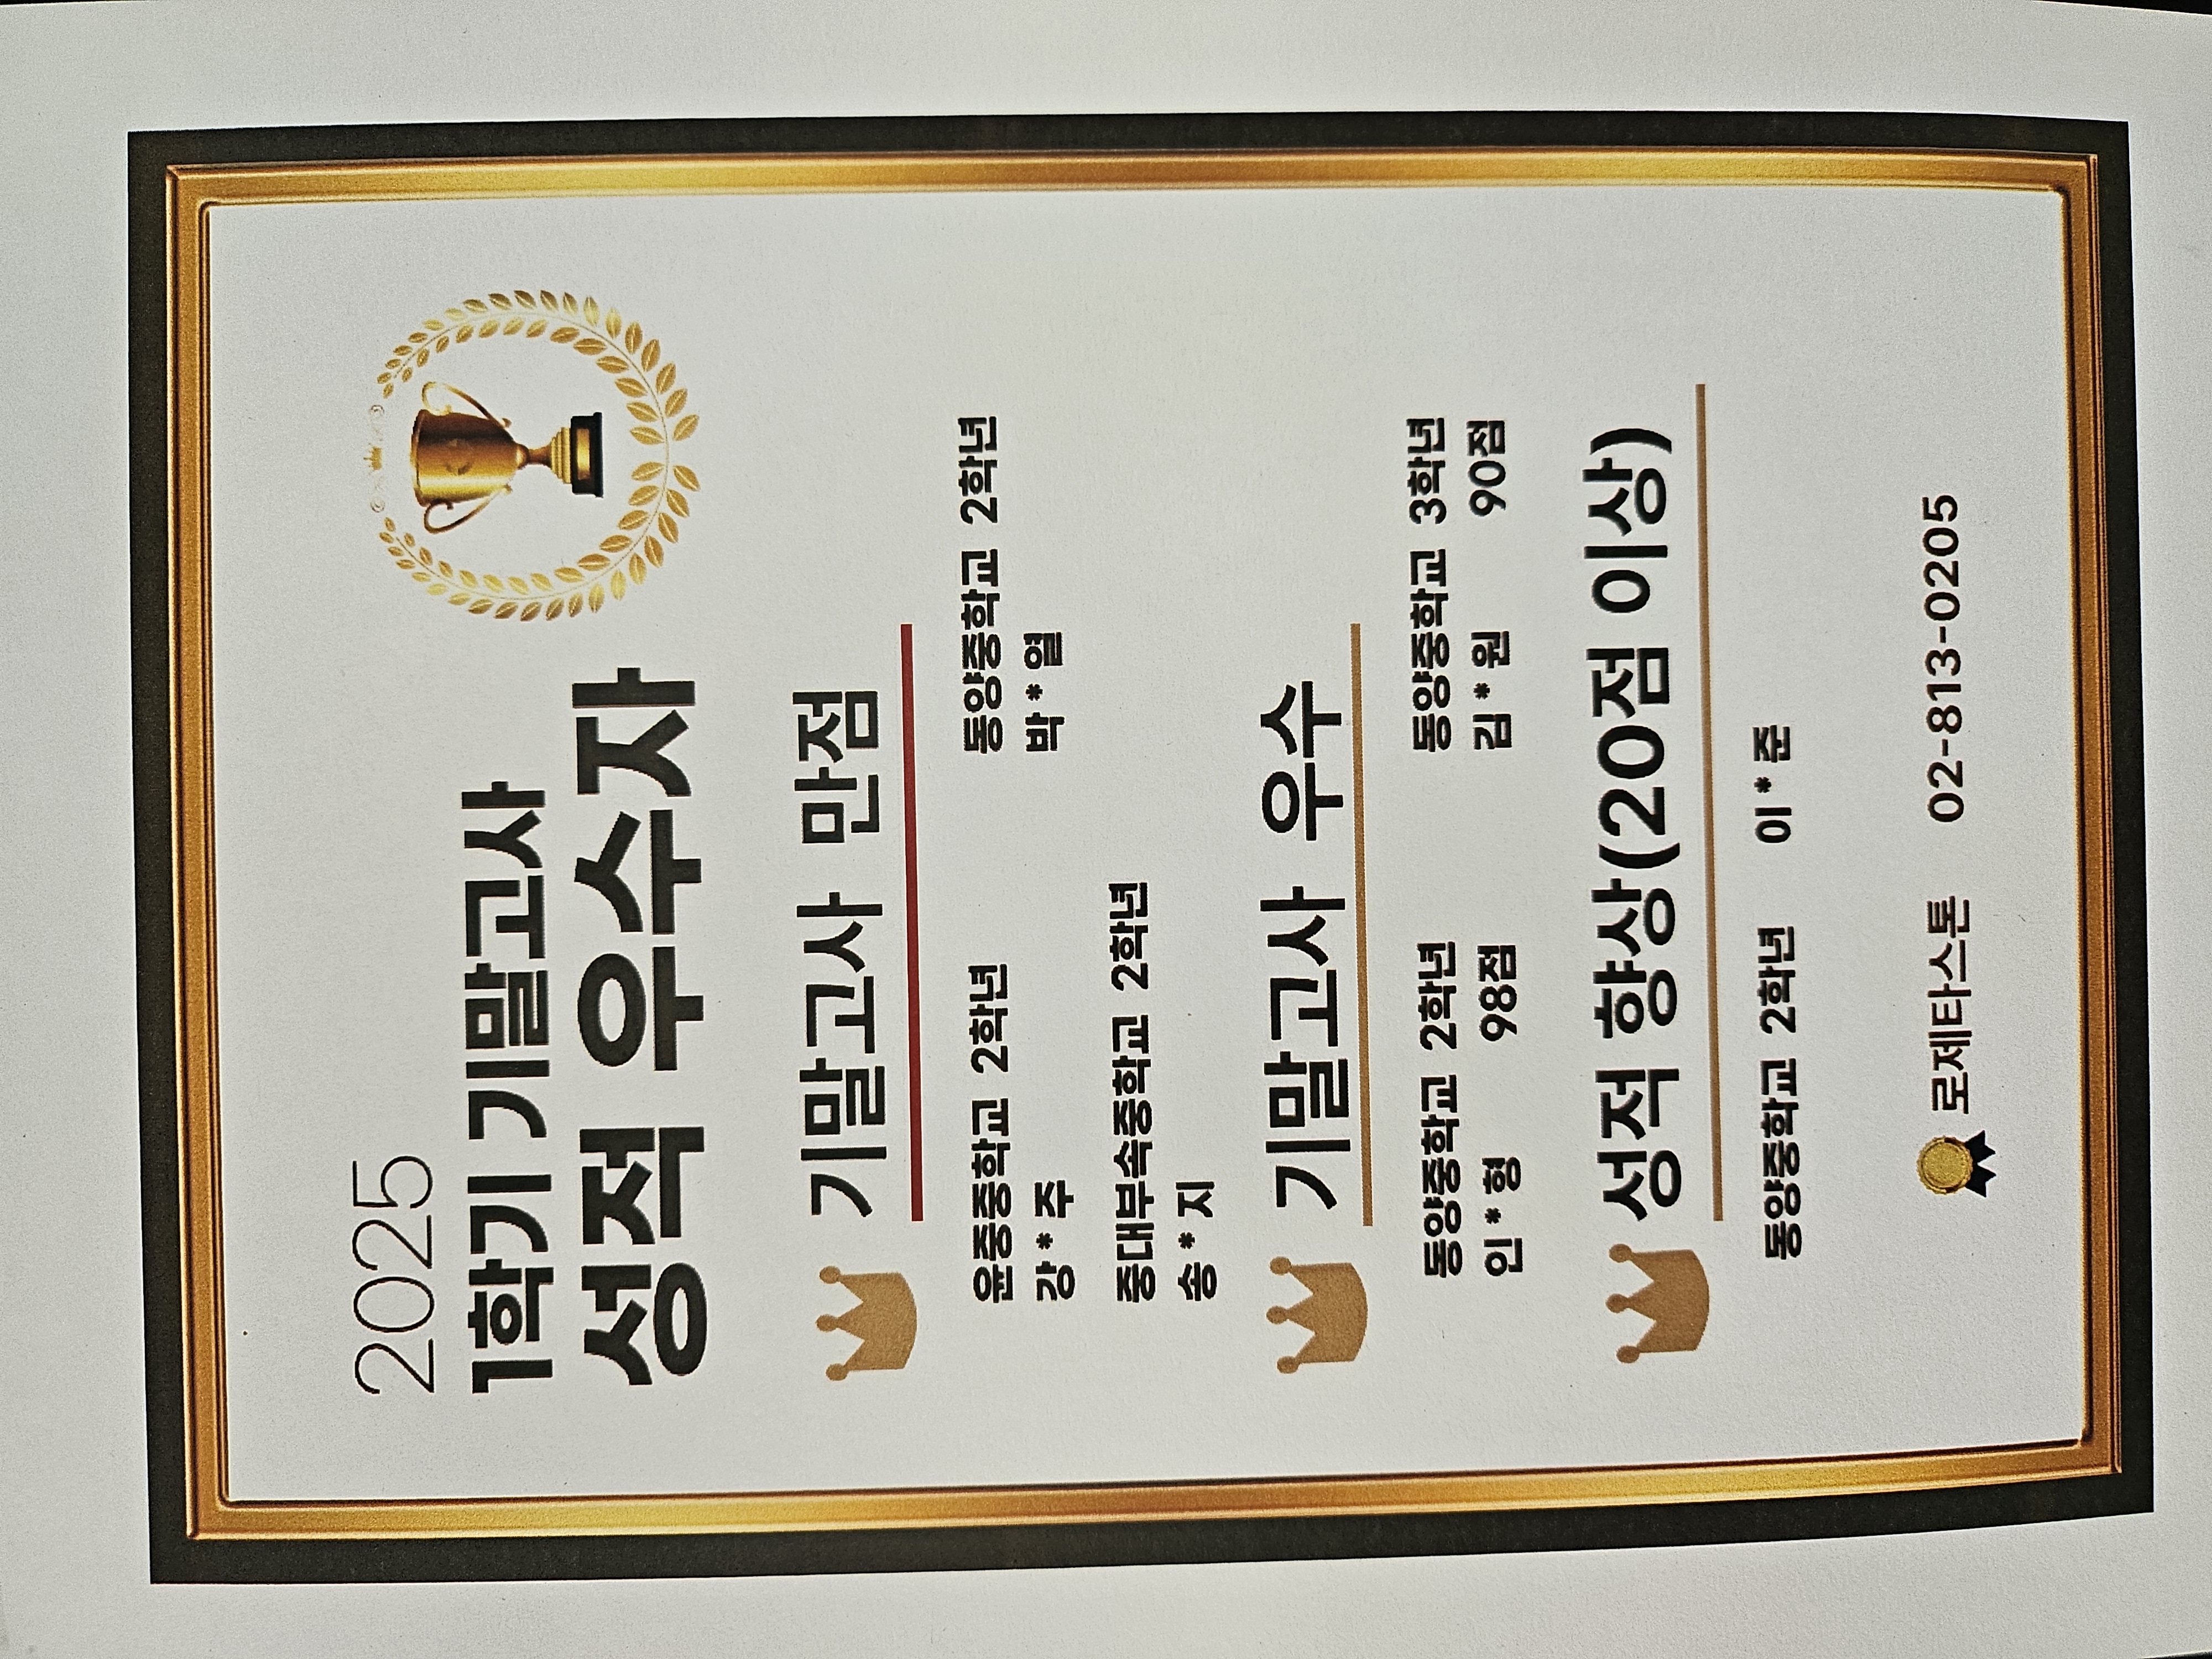 2025
1학기 기말고사
성적 우수자
기말고사 만점
윤중중학교 2학년
강*주
동양중학교 2학년
박*열
중대부속중학교 2학년
송*지
기말고사 우수
동양중학교 2학년
인*형 98점
동양중학교 3학년
김*원 90점
성적 향상(20점 이상)
동양중학교 2학년 이*준
로제타스톤 02-813-0205